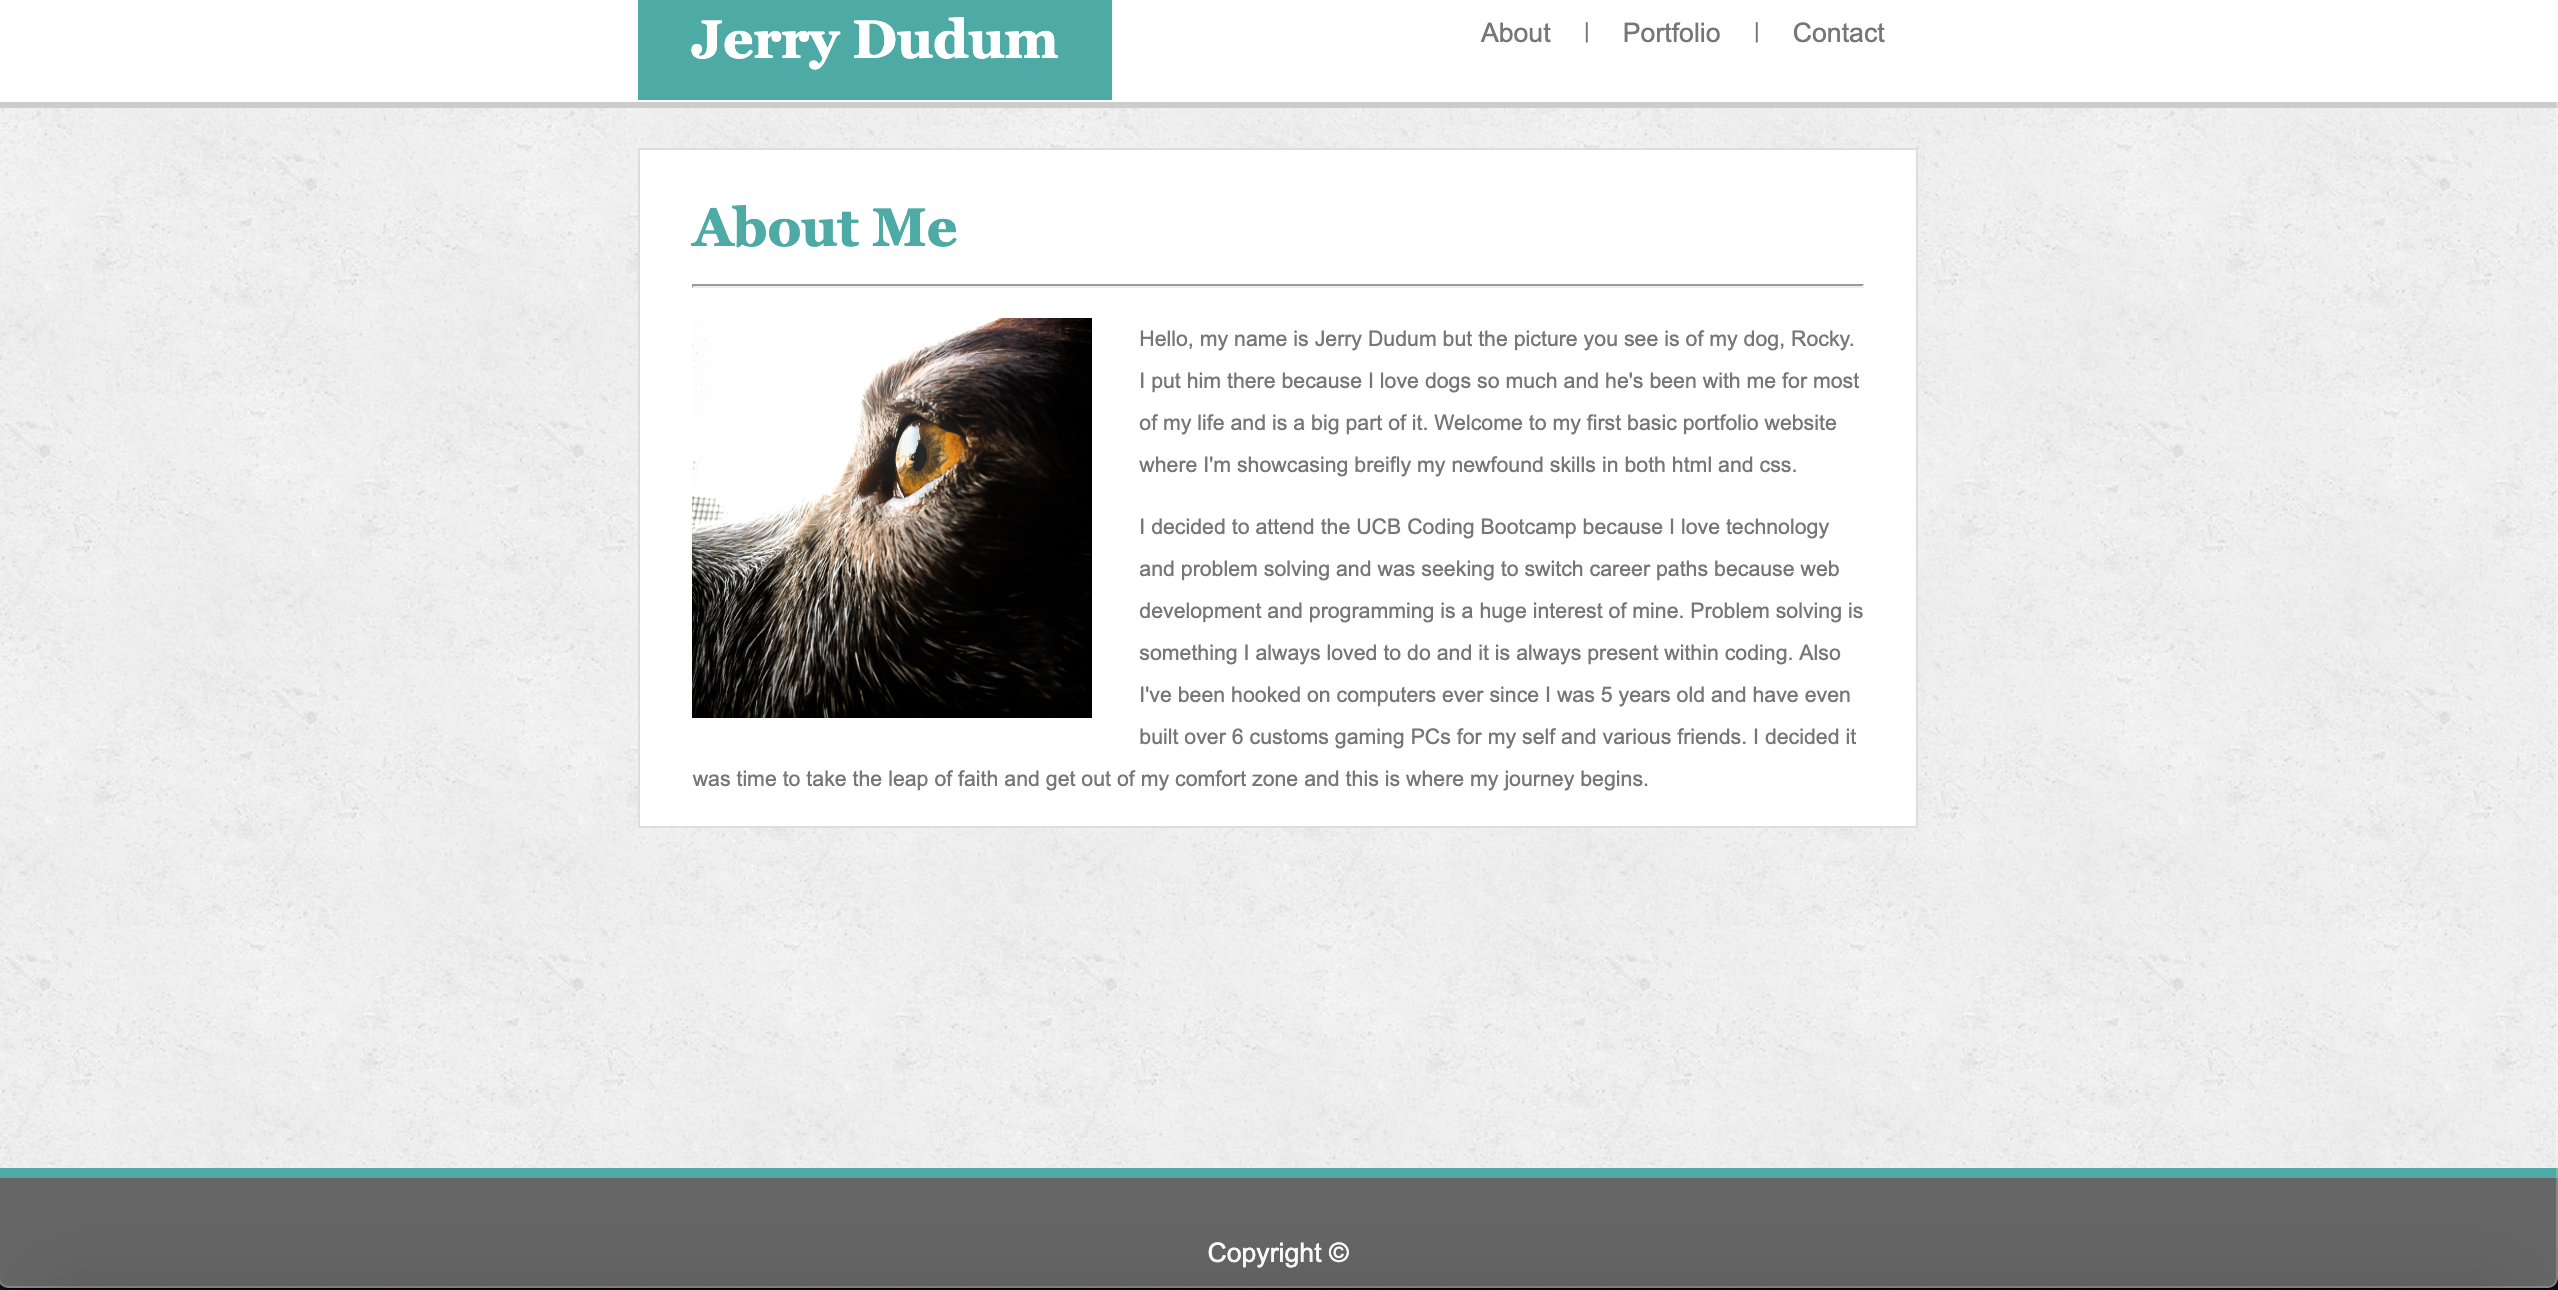 Jerry Dudum
About | Portfolio | Contact
About Me
Hello, my name is Jerry Dudum but the picture you see is of my dog, Rocky.
I put him there because I love dogs so much and he's been with me for most
of my life and is a big part of it. Welcome to my first basic portfolio website
where I'm showcasing breifly my newfound skills in both html and css.
I decided to attend the UCB Coding Bootcamp because I love technology
and problem solving and was seeking to switch career paths because web
development and programming is a huge interest of mine. Problem solving is
something I always loved to do and it is always present within coding. Also
I've been hooked on computers ever since I was 5 years old and have even
built over 6 customs gaming PCs for my self and various friends. I decided it
was time to take the leap of faith and get out of my comfort zone and this is where my journey begins.
Copyright ©